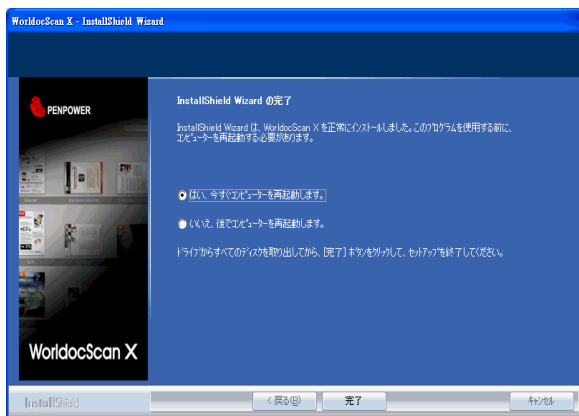 WorldocScan X - InstallShield Wizard
PENPOWER
InstallShield Wizard の完了
InstallShield Wizard は、WorldocScan X を正常にインストールしました。このプログラムを使用する前に、
コンピューターを再起動する必要があります。
はい、今すぐコンピューターを再起動します。
いいえ、後でコンピューターを再起動します。
ドライブからすべてのディスクを取り出してから、[完了] ボタンをクリックして、セットアップを終了してください。
WorldocScan X
InstallShield
< 戻る(B)
完了
キャンセル